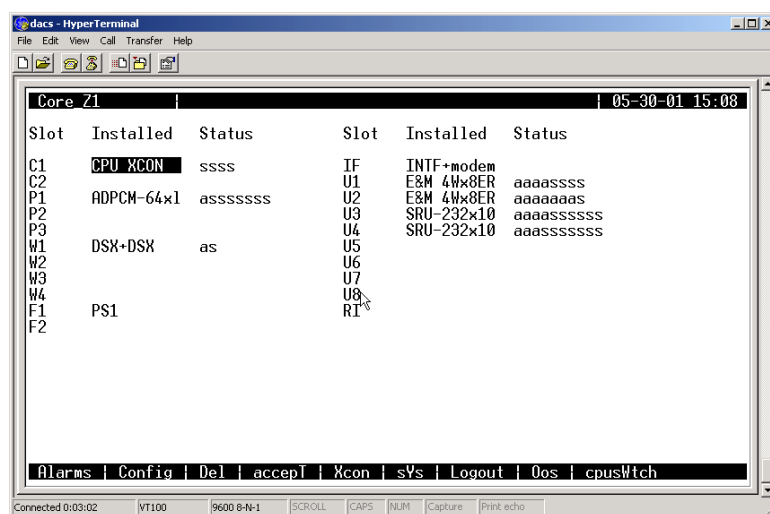 dacs - HyperTerminal
File Edit View Call Transfer Help
Core_Z1 | | 05-30-01 15:08
Slot Installed Status Slot Installed Status
C1 CPU XCON ssss IF INTF+modem
C2 U1 E&M 4Wx8ER aaaassss
P1 ADPCM-64xl asssssss U2 E&M 4Wx8ER aaaaaaas
P2 U3 SRU-232x10 aaassssss
P3 U4 SRU-232x10 aaassssss
W1 DSX+DSX as U5
W2 U6
W3 U7
W4 U8
F1 PS1 RI
F2
Alarms | Config | Del | accepT | Xcon | sYs | Logout | Oos | cpusWtch
Connected 0:03:02 VT100 9600 8-N-1 SCROLL CAPS NUM Capture Print echo